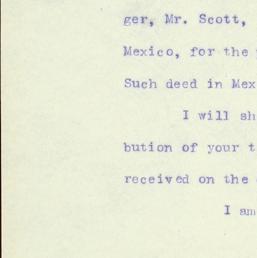 ger, Mr. Scott,
Mexico, for the
Such deed in Mex
I will sh
bution of your t
received on the
I am